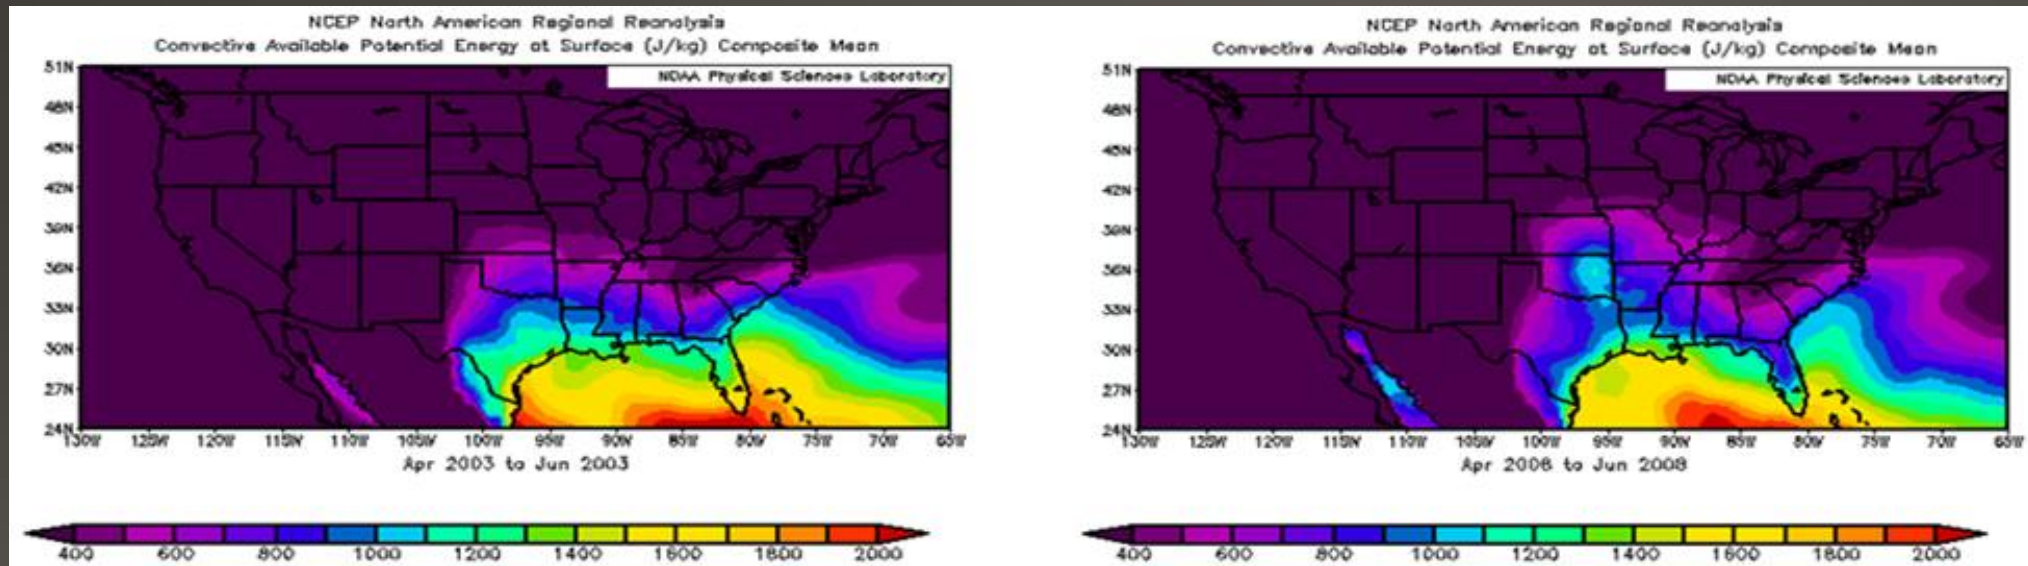 NCEP North American Regional Reanalysis
Convective Available Potential Energy at Surface (J/kg) Composite Mean
NOAA Physical Sciences Laboratory
51N
48N
45N
42N
39N
36N
33N
30N
27N
24N
130W 125W 120W 115W 110W 105W 100W 95W 90W 85W 80W 75W 70W 65W
Apr 2003 to Jun 2003
400 600 800 1000 1200 1400 1600 1800 2000
NCEP North American Regional Reanalysis
Convective Available Potential Energy at Surface (J/kg) Composite Mean
NOAA Physical Sciences Laboratory
51N
48N
45N
42N
39N
36N
33N
30N
27N
24N
130W 125W 120W 115W 110W 105W 100W 95W 90W 85W 80W 75W 70W 65W
Apr 2008 to Jun 2008
400 600 800 1000 1200 1400 1600 1800 2000